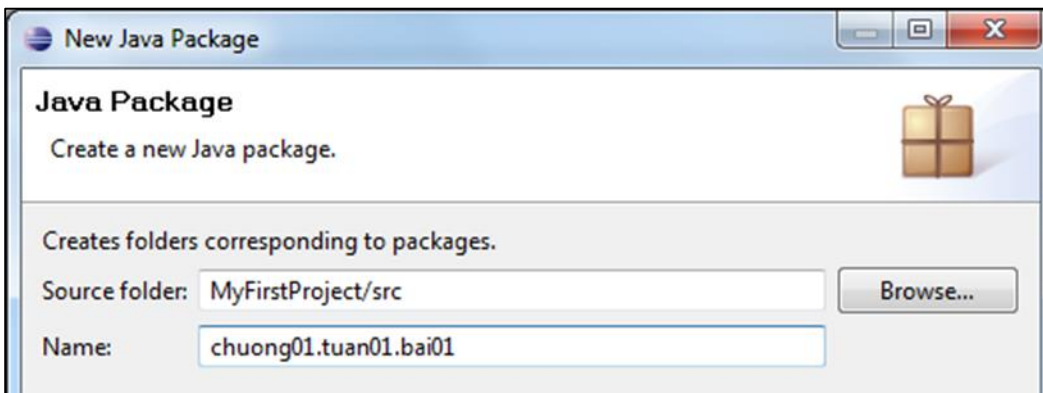 New Java Package
Java Package
Create a new Java package.
Creates folders corresponding to packages.
Source folder: MyFirstProject/src Browse...
Name: chuong01.tuan01.bai01